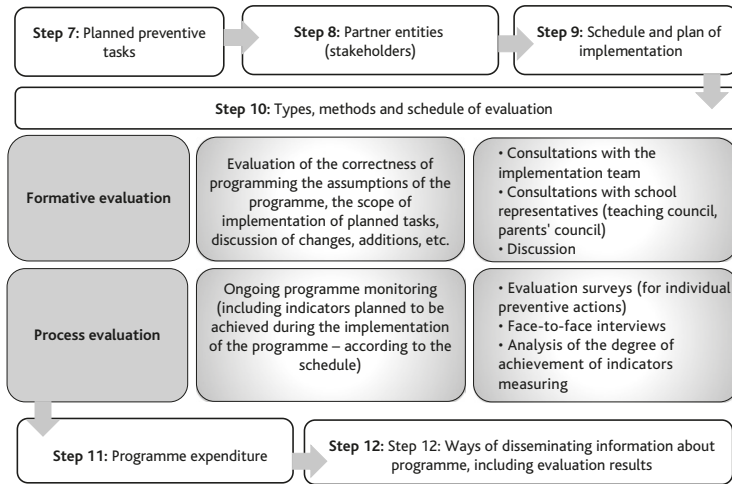 Step 7: Planned preventive
tasks
Step 8: Partner entities
(stakeholders)
Step 9: Schedule and plan of
implementation
Step 10: Types, methods and schedule of evaluation
Formative evaluation
Evaluation of the correctness of
programming the assumptions of the
programme, the scope of
implementation of planned tasks,
discussion of changes, additions, etc.
• Consultations with the
implementation team
• Consultations with school
representatives (teaching council,
parents' council)
• Discussion
Process evaluation
Ongoing programme monitoring
(including indicators planned to be
achieved during the implementation
of the programme – according to the
schedule)
• Evaluation surveys (for individual
preventive actions)
• Face-to-face interviews
• Analysis of the degree of
achievement of indicators
measuring
Step 11: Programme expenditure
Step 12: Step 12: Ways of disseminating information about
programme, including evaluation results